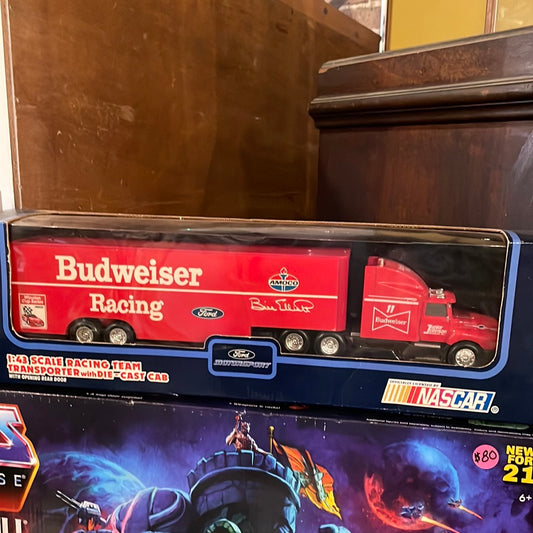 Budweiser
Racing
AMOCO
Ford
Bill Elliott
11
Budweiser
1:43 SCALE RACING TEAM
TRANSPORTER with DIE-CAST CAB
WITH OPENING REAR DOOR
Ford
MOTORSPORT
NASCAR
$80
NEW
FOR
21
6+